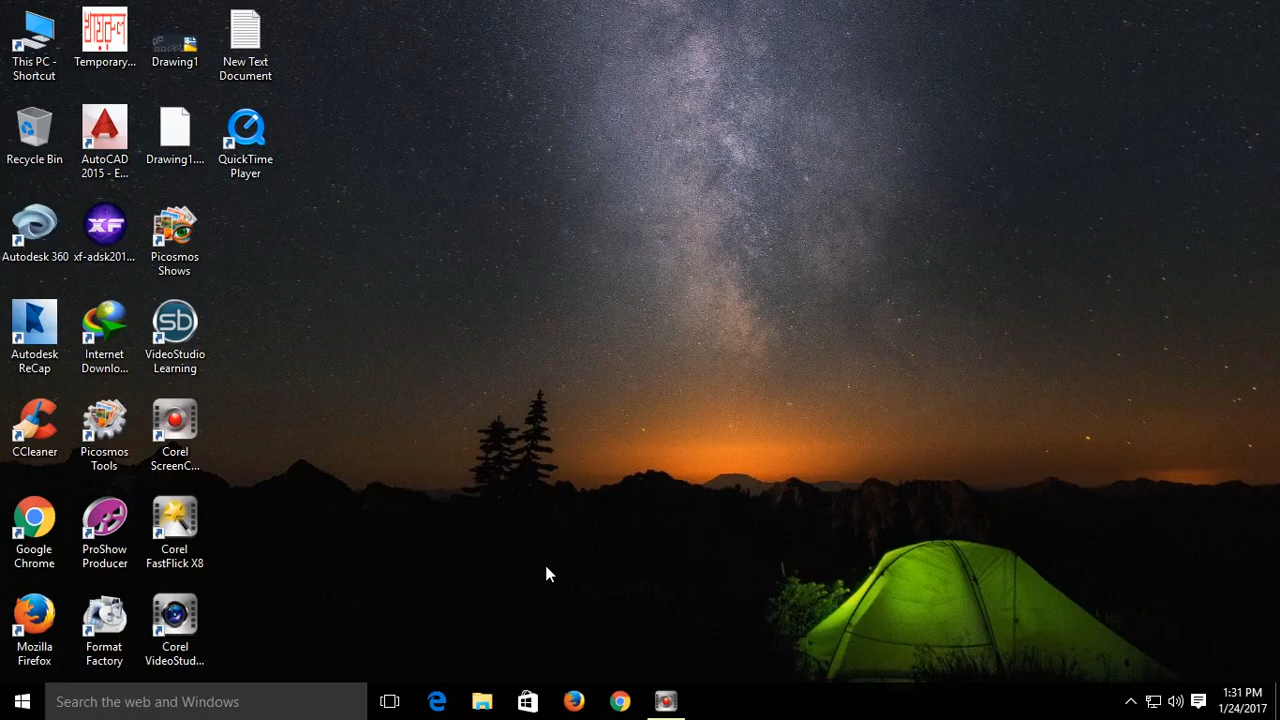 This PC -
Shortcut
খায়রুল
Temporary...
Drawing1
New Text
Document
Recycle Bin
AutoCAD
2015 - E...
Drawing1....
QuickTime
Player
Autodesk 360
XF
xf-adsk201...
Picosmos
Shows
Autodesk
ReCap
Internet
Downlo...
sb
VideoStudio
Learning
CCleaner
Picosmos
Tools
Corel
ScreenC...
Google
Chrome
ProShow
Producer
Corel
FastFlick X8
Mozilla
Firefox
Format
Factory
Corel
VideoStud...
Search the web and Windows
1:31 PM
1/24/2017